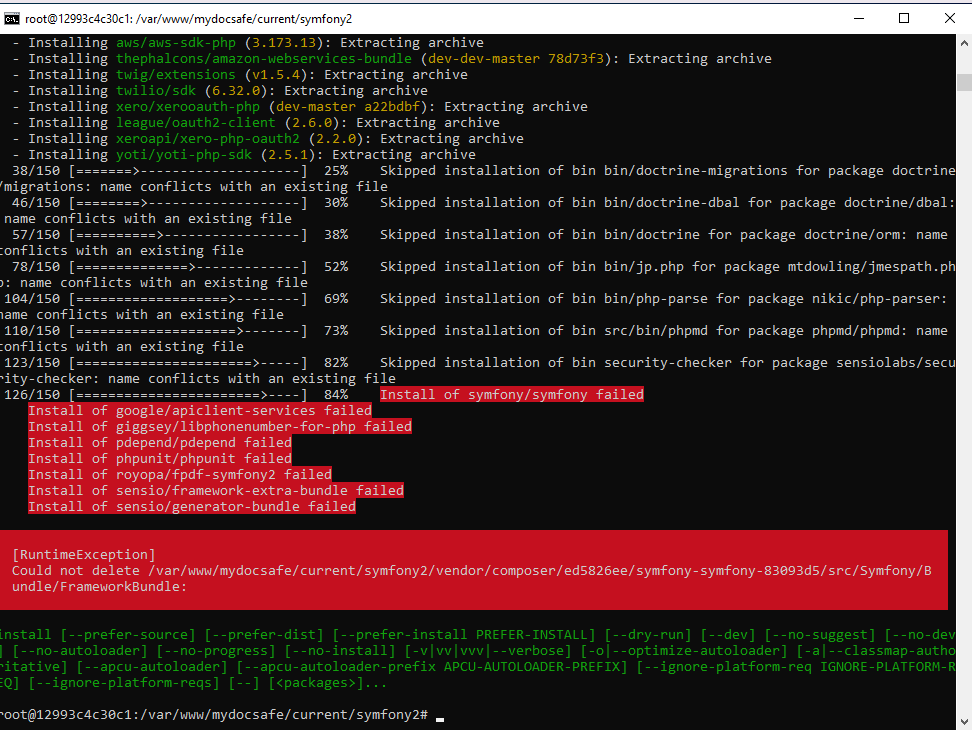 root@12993c4c30c1: /var/www/mydocsafe/current/symfony2
- Installing aws/aws-sdk-php (3.173.13): Extracting archive
- Installing thephalcons/amazon-webservices-bundle (dev-dev-master 78d73f3): Extracting archive
- Installing twig/extensions (v1.5.4): Extracting archive
- Installing twilio/sdk (6.32.0): Extracting archive
- Installing xero/xerooauth-php (dev-master a22bdbf): Extracting archive
- Installing league/oauth2-client (2.6.0): Extracting archive
- Installing xeroapi/xero-php-oauth2 (2.2.0): Extracting archive
- Installing yoti/yoti-php-sdk (2.5.1): Extracting archive
38/150 [=======>--------------------] 25% Skipped installation of bin bin/doctrine-migrations for package doctrine
/migrations: name conflicts with an existing file
46/150 [========>-------------------] 30% Skipped installation of bin bin/doctrine-dbal for package doctrine/dbal:
name conflicts with an existing file
57/150 [==========>-----------------] 38% Skipped installation of bin bin/doctrine for package doctrine/orm: name
conflicts with an existing file
78/150 [==============>-------------] 52% Skipped installation of bin bin/jp.php for package mtdowling/jmespath.ph
p: name conflicts with an existing file
104/150 [===================>--------] 69% Skipped installation of bin bin/php-parse for package nikic/php-parser:
name conflicts with an existing file
110/150 [====================>-------] 73% Skipped installation of bin src/bin/phpmd for package phpmd/phpmd: name
conflicts with an existing file
123/150 [======================>-----] 82% Skipped installation of bin security-checker for package sensiolabs/secu
rity-checker: name conflicts with an existing file
126/150 [=======================>----] 84% Install of symfony/symfony failed
Install of google/apiclient-services failed
Install of giggsey/libphonenumber-for-php failed
Install of pdepend/pdepend failed
Install of phpunit/phpunit failed
Install of royopa/fpdf-symfony2 failed
Install of sensio/framework-extra-bundle failed
Install of sensio/generator-bundle failed
[RuntimeException]
Could not delete /var/www/mydocsafe/current/symfony2/vendor/composer/ed5826ee/symfony-symfony-83093d5/src/Symfony/B
undle/FrameworkBundle:
install [--prefer-source] [--prefer-dist] [--prefer-install PREFER-INSTALL] [--dry-run] [--dev] [--no-suggest] [--no-dev
] [--no-autoloader] [--no-progress] [--no-install] [-v|vv|vvv|--verbose] [-o|--optimize-autoloader] [-a|--classmap-autho
ritative] [--apcu-autoloader] [--apcu-autoloader-prefix APCU-AUTOLOADER-PREFIX] [--ignore-platform-req IGNORE-PLATFORM-R
EQ] [--ignore-platform-reqs] [--] [<packages>]...
root@12993c4c30c1:/var/www/mydocsafe/current/symfony2#